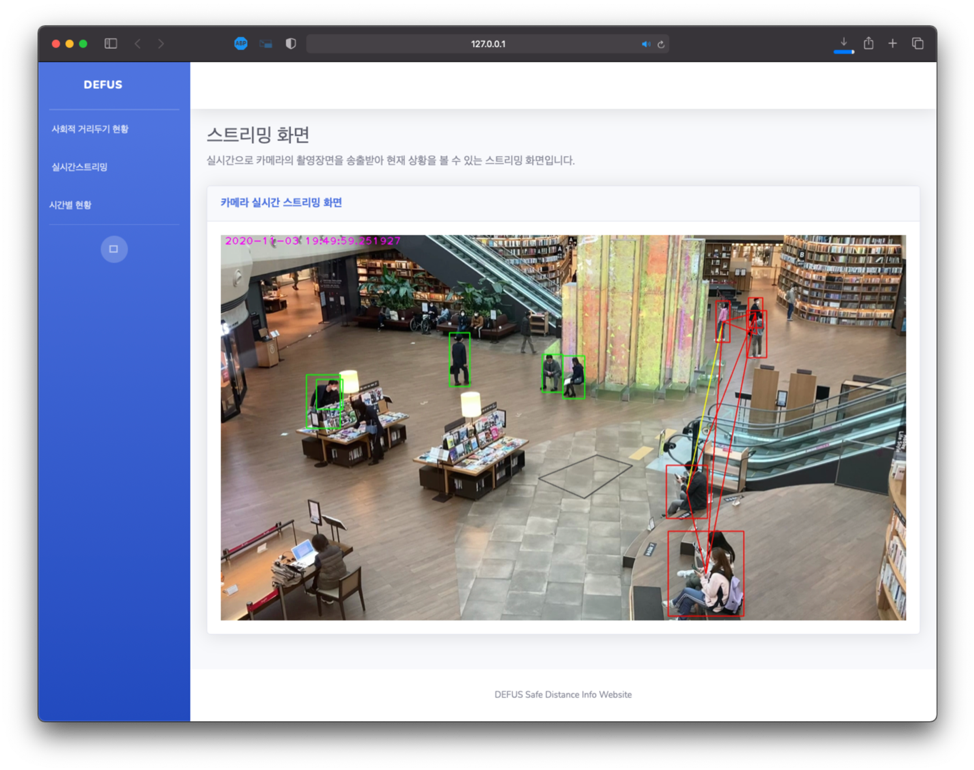 127.0.0.1
DEFUS
사회적 거리두기 현황
실시간스트리밍
시간별 현황
스트리밍 화면
실시간으로 카메라의 촬영장면을 송출받아 현재 상황을 볼 수 있는 스트리밍 화면입니다.
카메라 실시간 스트리밍 화면
2020-11-03 19:49:59.251927
DEFUS Safe Distance Info Website